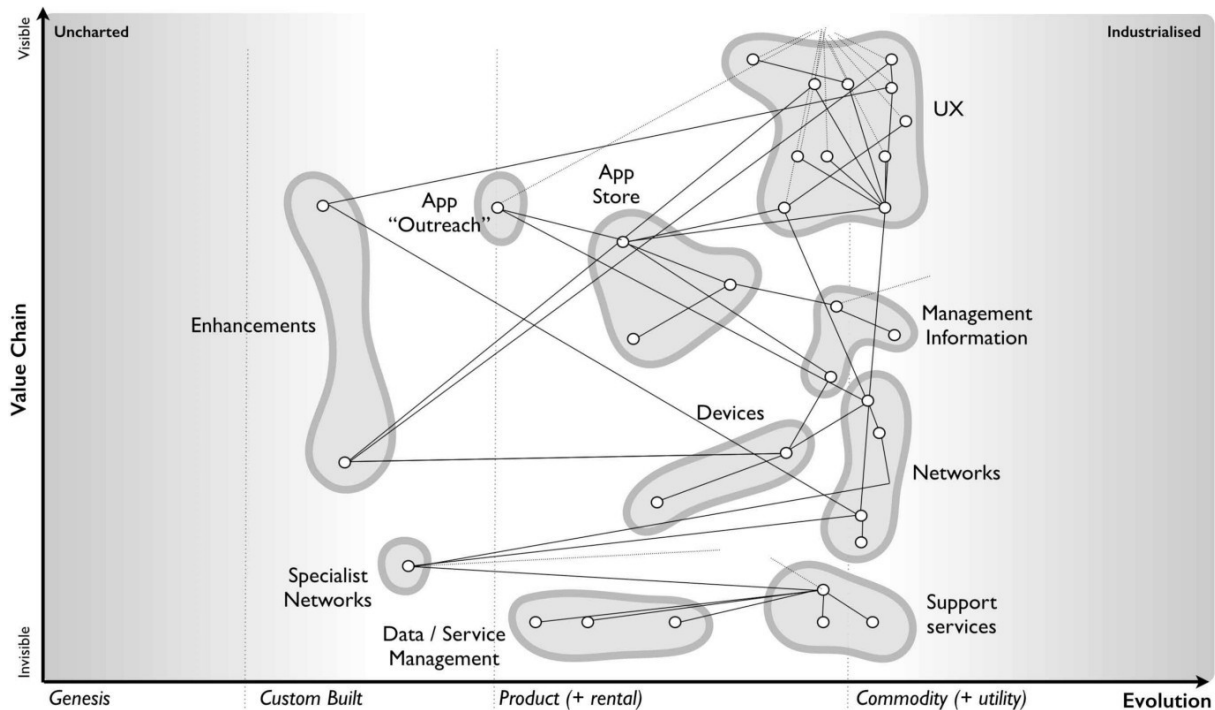 Visible
Uncharted
Industrialised
UX
App
Store
App
“Outreach”
Enhancements
Management
Information
Value Chain
Devices
Networks
Specialist
Networks
Support
services
Data / Service
Management
Invisible
Genesis
Custom Built
Product (+ rental)
Commodity (+ utility)
Evolution